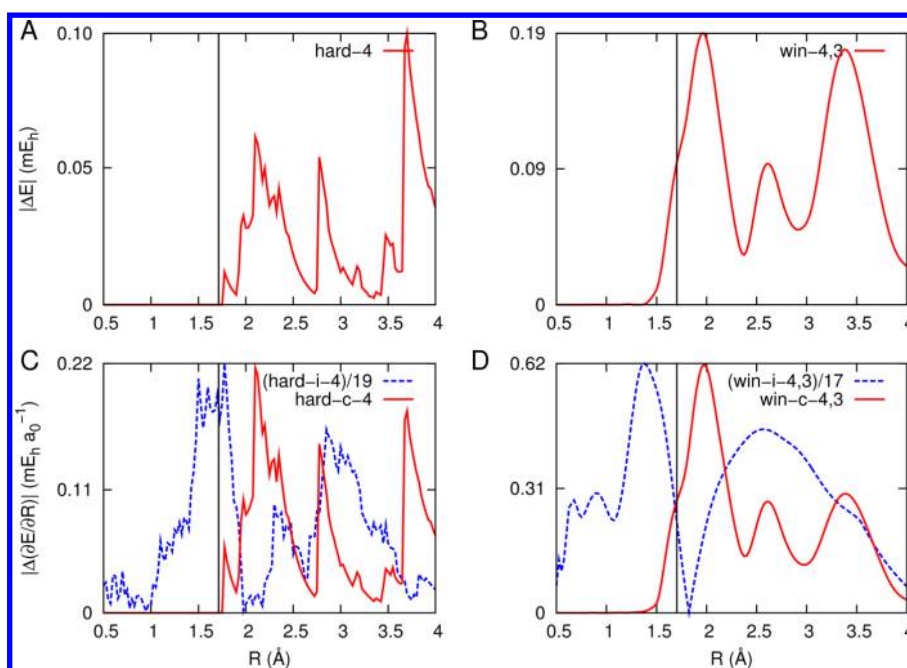 A
B
0.10
0.05
0
|ΔE| (mE_h)
hard-4
0.5 1 1.5 2 2.5 3 3.5 4
0.19
0.09
0
win-4,3
0.5 1 1.5 2 2.5 3 3.5 4
C
D
0.22
0.11
0
|Δ(∂E/∂R)| (mE_h a_0^-1)
(hard-i-4)/19
hard-c-4
0.5 1 1.5 2 2.5 3 3.5 4
R (Å)
0.62
0.31
0
(win-i-4,3)/17
win-c-4,3
0.5 1 1.5 2 2.5 3 3.5 4
R (Å)